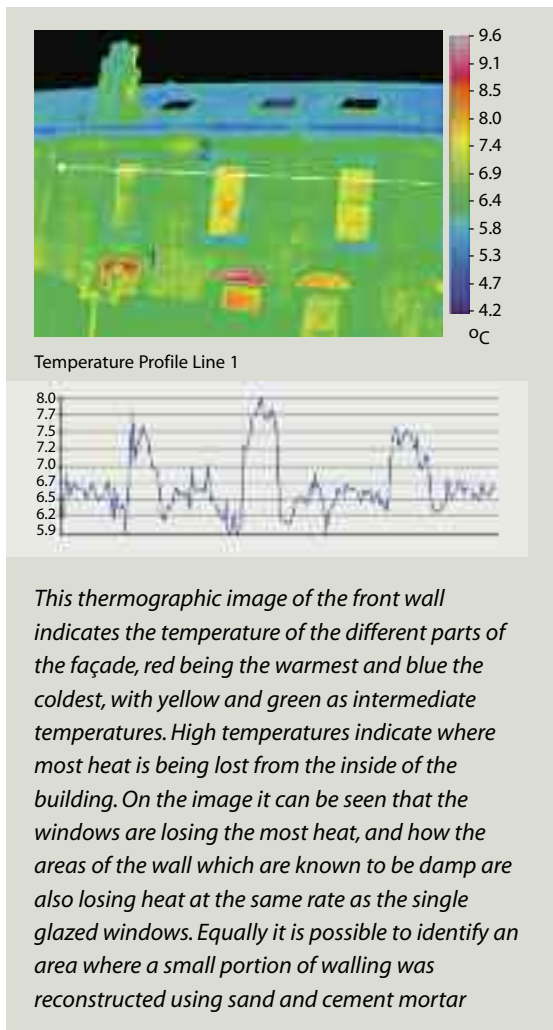 9.6
9.1
8.5
8.0
7.4
6.9
6.4
5.8
5.3
4.7
4.2
ºC
Temperature Profile Line 1
8.0
7.7
7.5
7.2
7.0
6.7
6.5
6.2
5.9
This thermographic image of the front wall
indicates the temperature of the different parts of
the façade, red being the warmest and blue the
coldest, with yellow and green as intermediate
temperatures. High temperatures indicate where
most heat is being lost from the inside of the
building. On the image it can be seen that the
windows are losing the most heat, and how the
areas of the wall which are known to be damp are
also losing heat at the same rate as the single
glazed windows. Equally it is possible to identify an
area where a small portion of walling was
reconstructed using sand and cement mortar